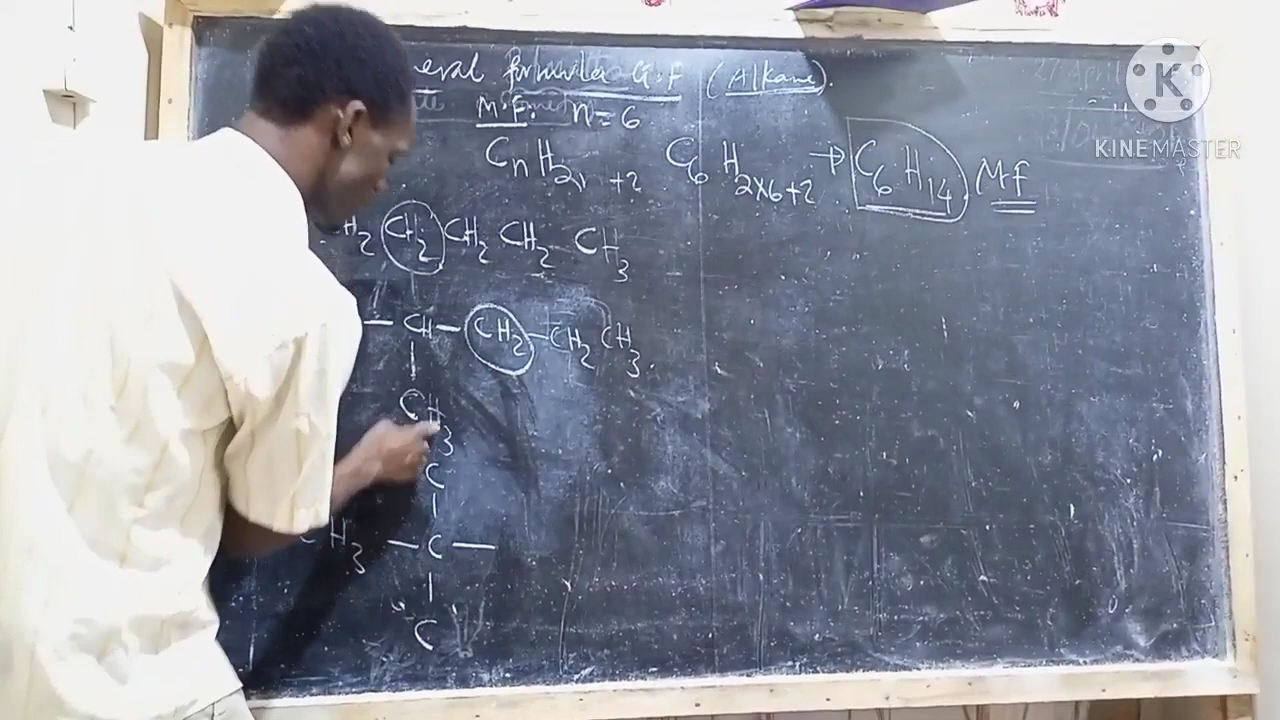 eral formula G.F (Alkane).
M.F. n=6
CnH2n+2 C6H2x6+2 → C6H14 Mf
H2 CH2 CH2 CH2 CH3
— CH — CH2 — CH2 CH3.
CH3
C
CH3 — C —
C
K
KINEMASTER